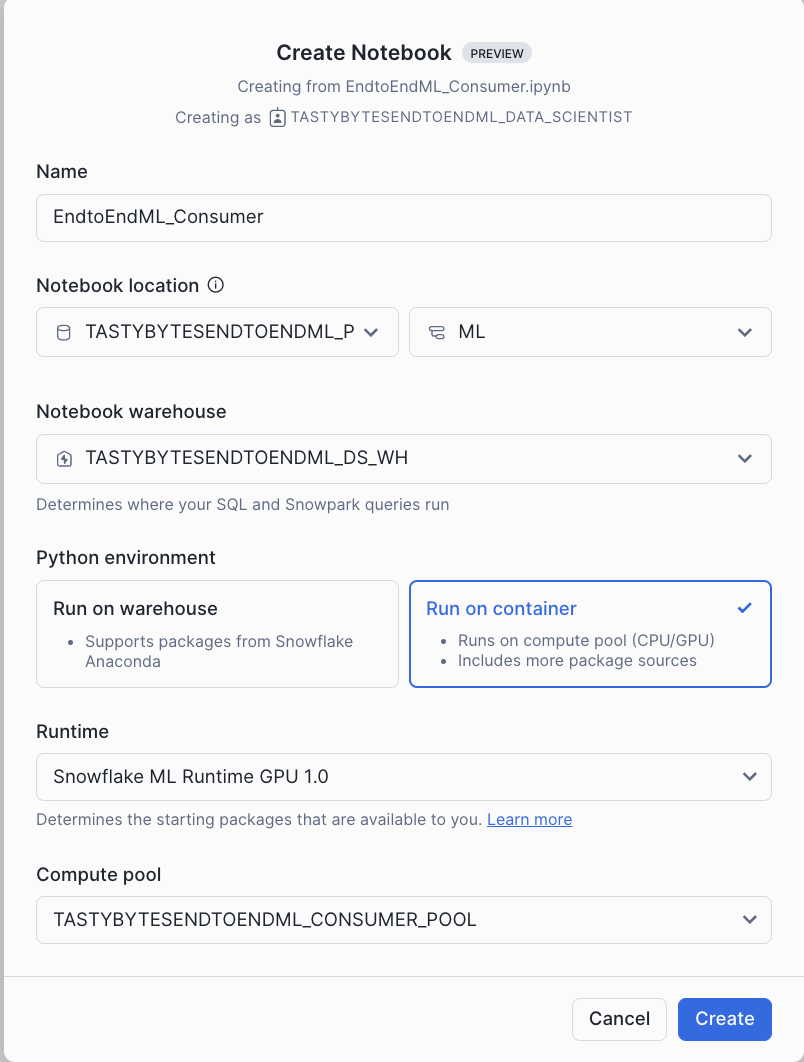 Create Notebook PREVIEW
Creating from EndtoEndML_Consumer.ipynb
Creating as TASTYBYTESENDTOENDML_DATA_SCIENTIST
Name
EndtoEndML_Consumer
Notebook location
TASTYBYTESENDTOENDML_P ML
Notebook warehouse
TASTYBYTESENDTOENDML_DS_WH
Determines where your SQL and Snowpark queries run
Python environment
Run on warehouse
• Supports packages from Snowflake
Anaconda
Run on container
• Runs on compute pool (CPU/GPU)
• Includes more package sources
Runtime
Snowflake ML Runtime GPU 1.0
Determines the starting packages that are available to you. Learn more
Compute pool
TASTYBYTESENDTOENDML_CONSUMER_POOL
Cancel Create